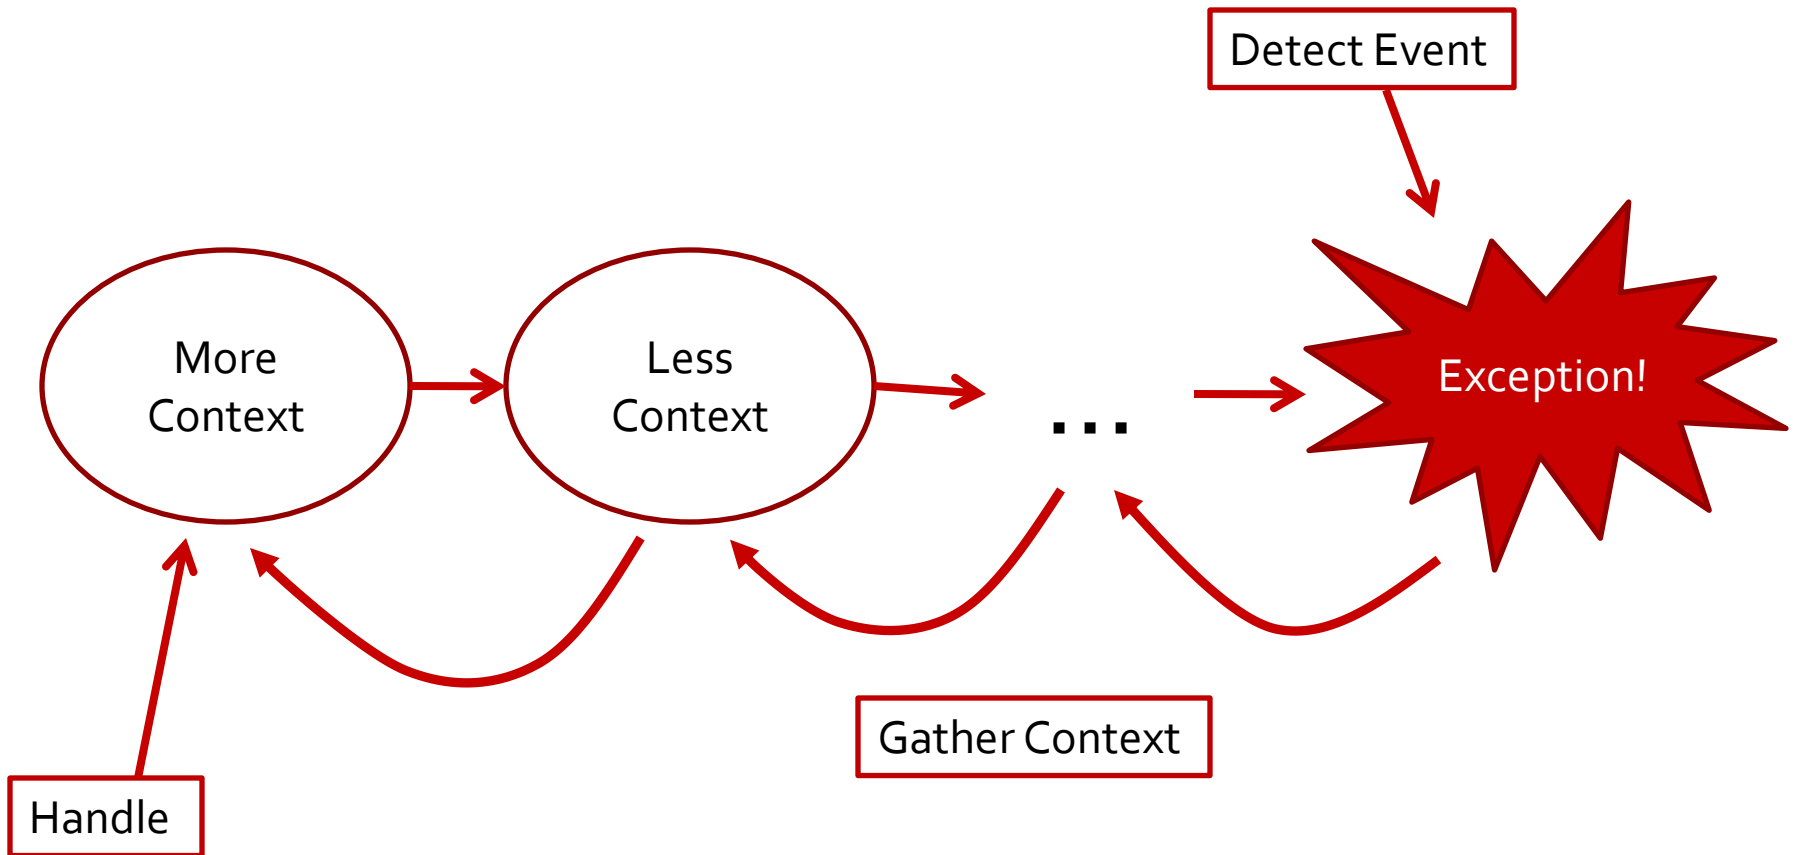 Detect Event
More
Context
Less
Context
...
Exception!
Gather Context
Handle